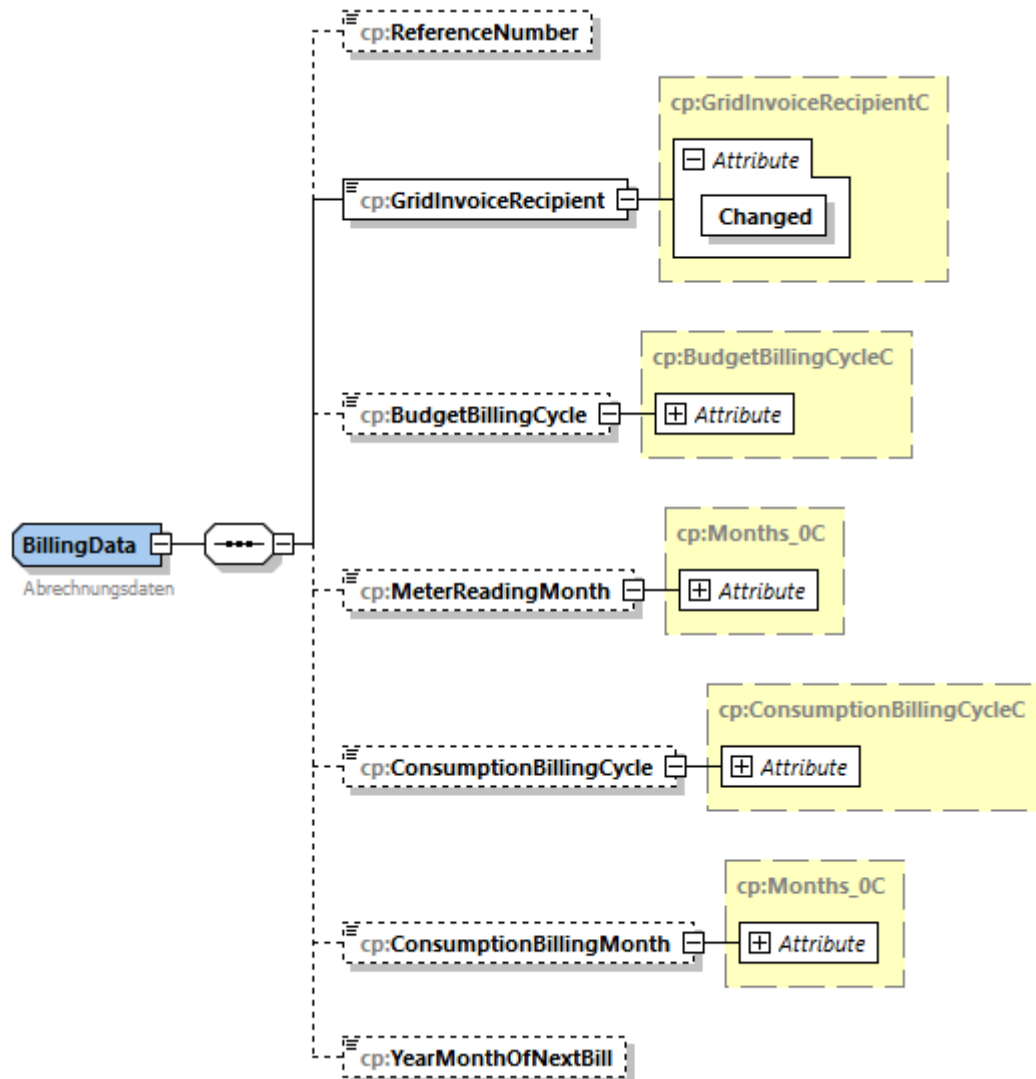 cp:ReferenceNumber
cp:GridInvoiceRecipientC
Attribute
cp:GridInvoiceRecipient
Changed
cp:BudgetBillingCycleC
cp:BudgetBillingCycle
Attribute
cp:Months_0C
BillingData
Abrechnungsdaten
cp:MeterReadingMonth
Attribute
cp:ConsumptionBillingCycleC
cp:ConsumptionBillingCycle
Attribute
cp:Months_0C
cp:ConsumptionBillingMonth
Attribute
cp:YearMonthOfNextBill